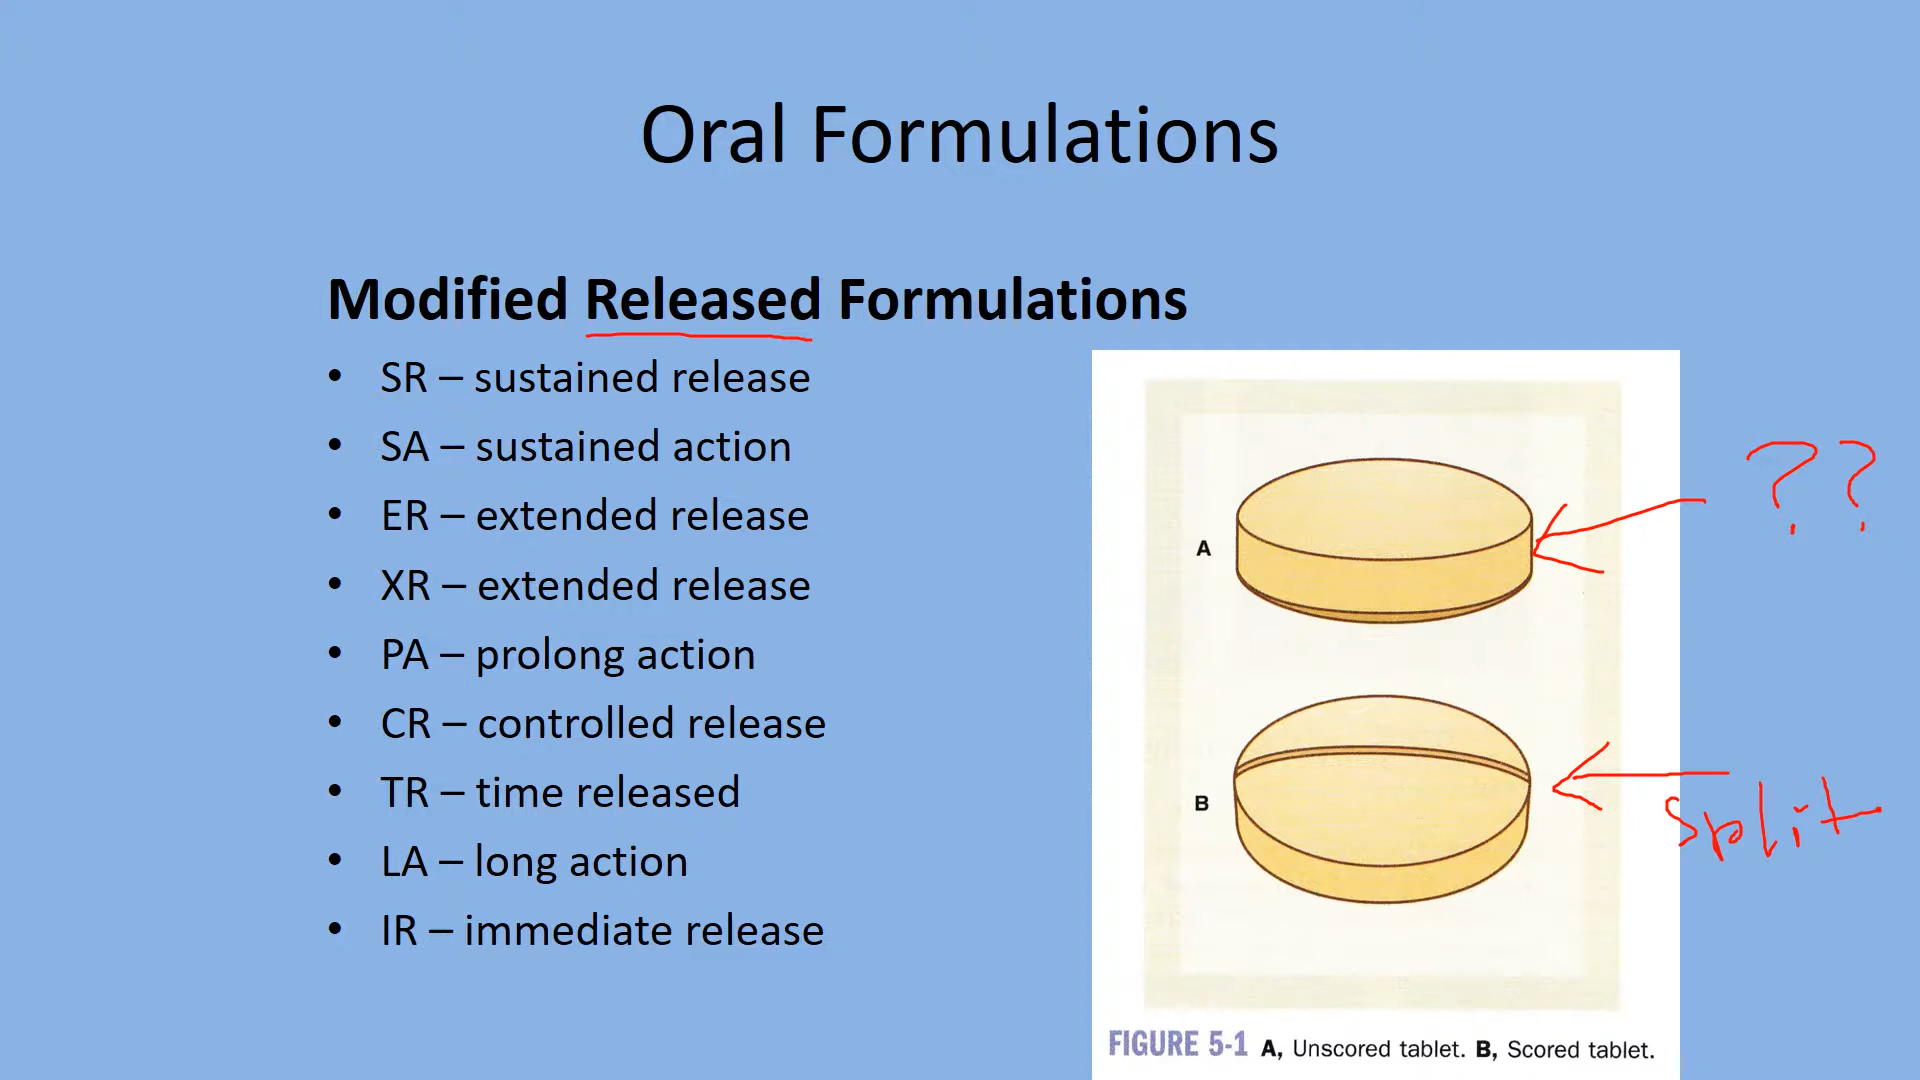 Oral Formulations
Modified Released Formulations
• SR – sustained release
• SA – sustained action
• ER – extended release
• XR – extended release
• PA – prolong action
• CR – controlled release
• TR – time released
• LA – long action
• IR – immediate release
??
A
B
Split
FIGURE 5-1 A, Unscored tablet. B, Scored tablet.